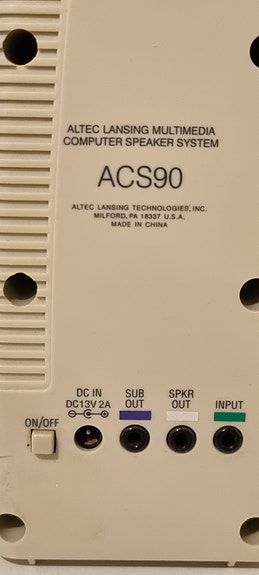 ALTEC LANSING MULTIMEDIA
COMPUTER SPEAKER SYSTEM
ACS90
ALTEC LANSING TECHNOLOGIES, INC.
MILFORD, PA 18337 U.S.A.
MADE IN CHINA
DC IN
DC13V 2A
SUB
OUT
SPKR
OUT
INPUT
ON/OFF